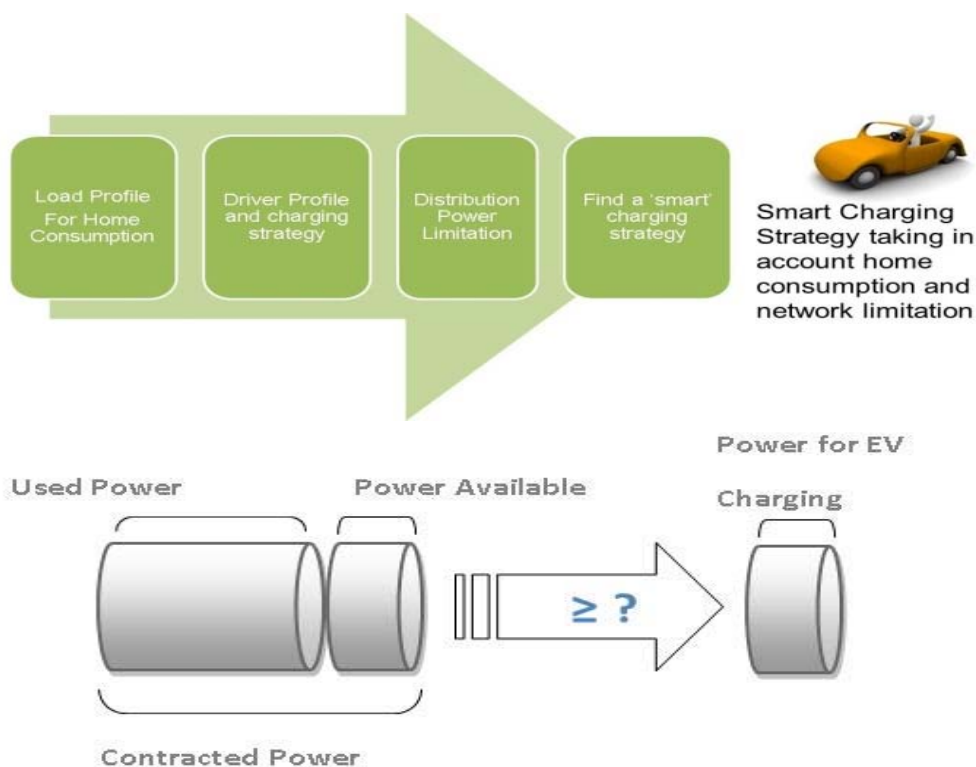 Load Profile
For Home
Consumption
Driver Profile
and charging
strategy
Distribution
Power
Limitation
Find a 'smart'
charging
strategy
Smart Charging
Strategy taking in
account home
consumption and
network limitation
Used Power
Power Available
Power for EV
Charging
≥ ?
Contracted Power